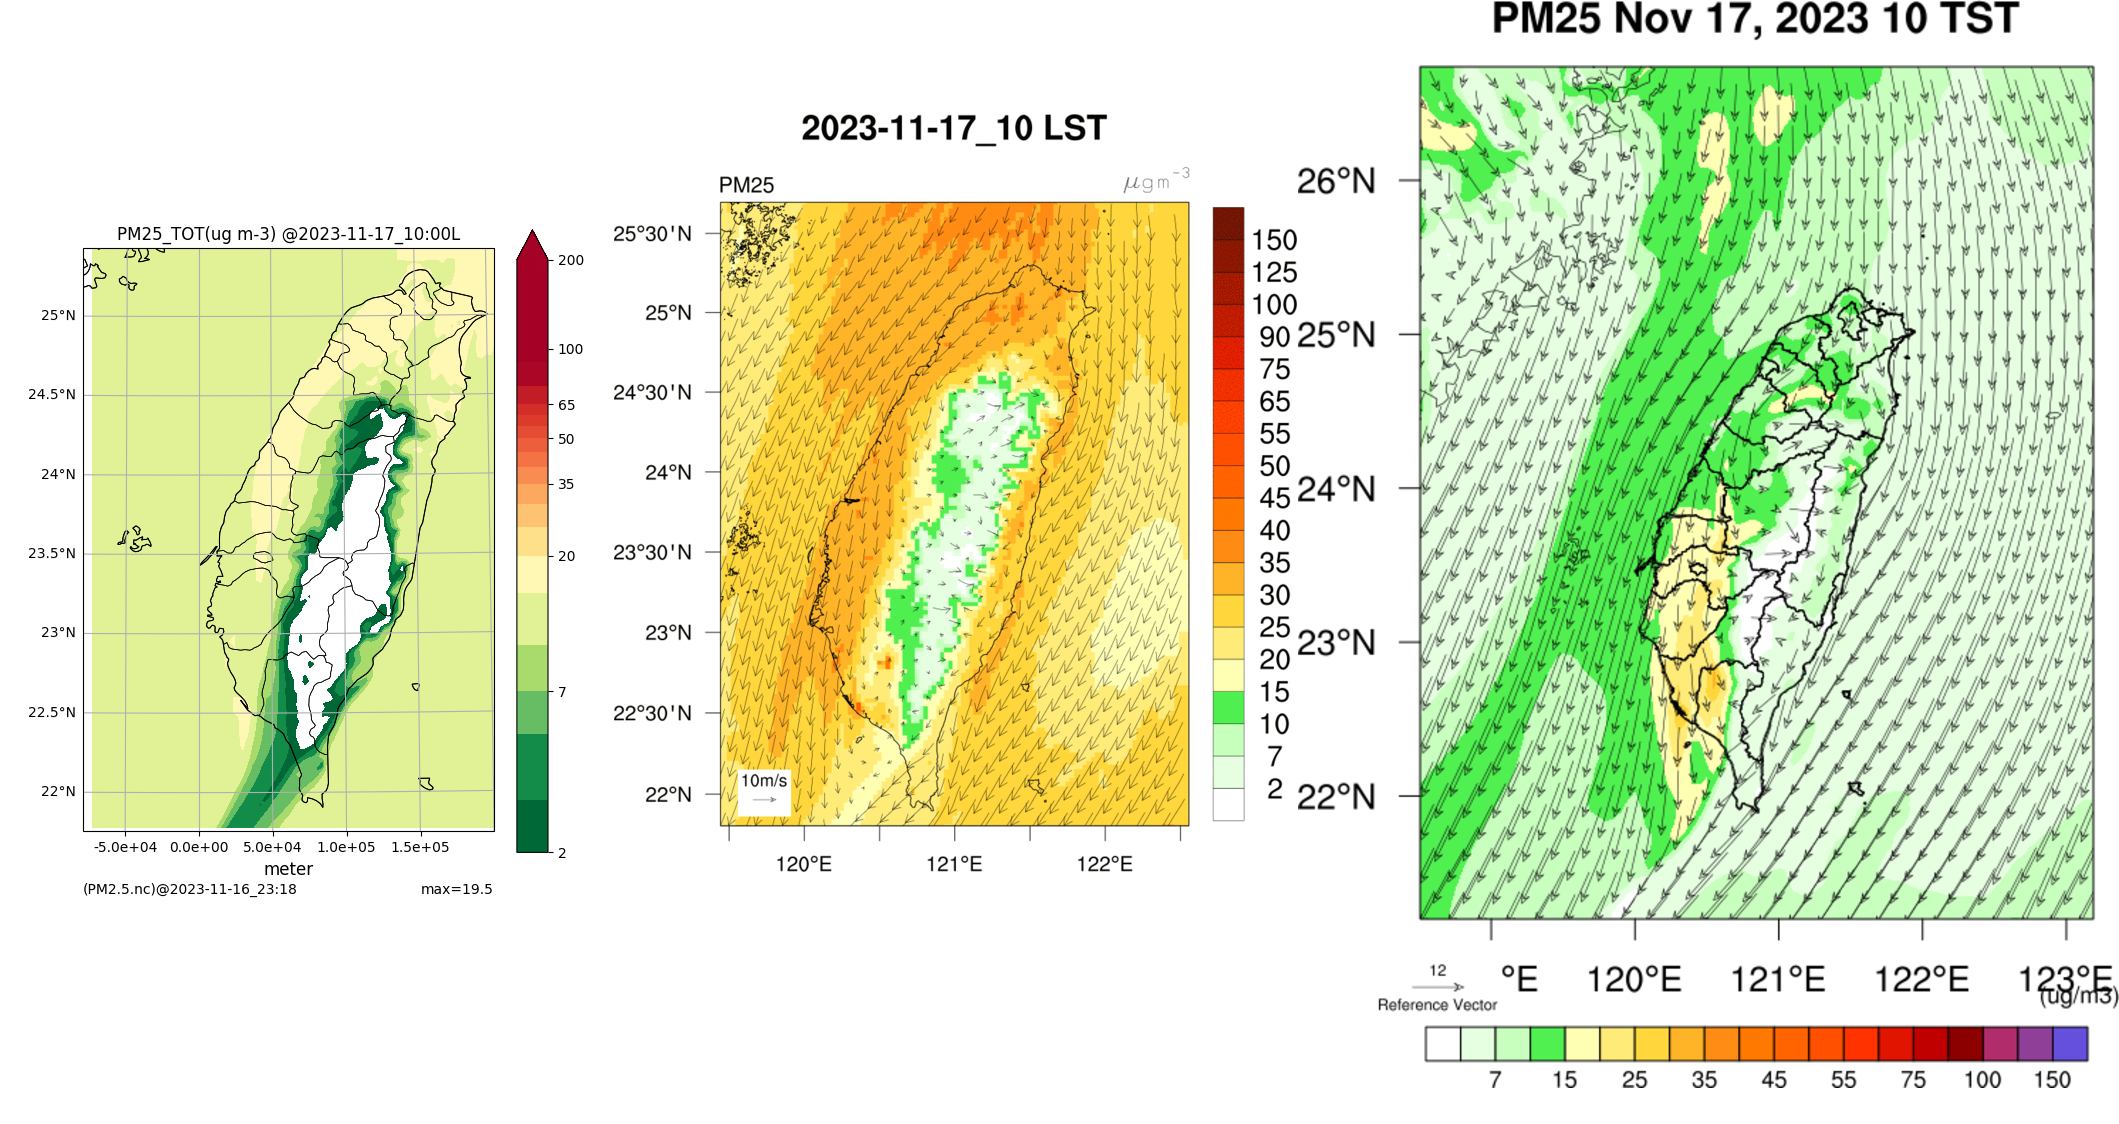 PM25_TOT(ug m-3) @2023-11-17_10:00L
25°N
24.5°N
24°N
23.5°N
23°N
22.5°N
22°N
-5.0e+04 0.0e+00 5.0e+04 1.0e+05 1.5e+05
meter
(PM2.5.nc)@2023-11-16_23:18 max=19.5
200
100
65
50
35
20
7
2
2023-11-17_10 LST
PM25 μgm-3
25°30'N
25°N
24°30'N
24°N
23°30'N
23°N
22°30'N
22°N
10m/s
120°E 121°E 122°E
150
125
100
90
75
65
55
50
45
40
35
30
25
20
15
10
7
2
PM25 Nov 17, 2023 10 TST
26°N
25°N
24°N
23°N
22°N
°E 120°E 121°E 122°E 123°E
12
Reference Vector
(ug/m3)
7 15 25 35 45 55 75 100 150